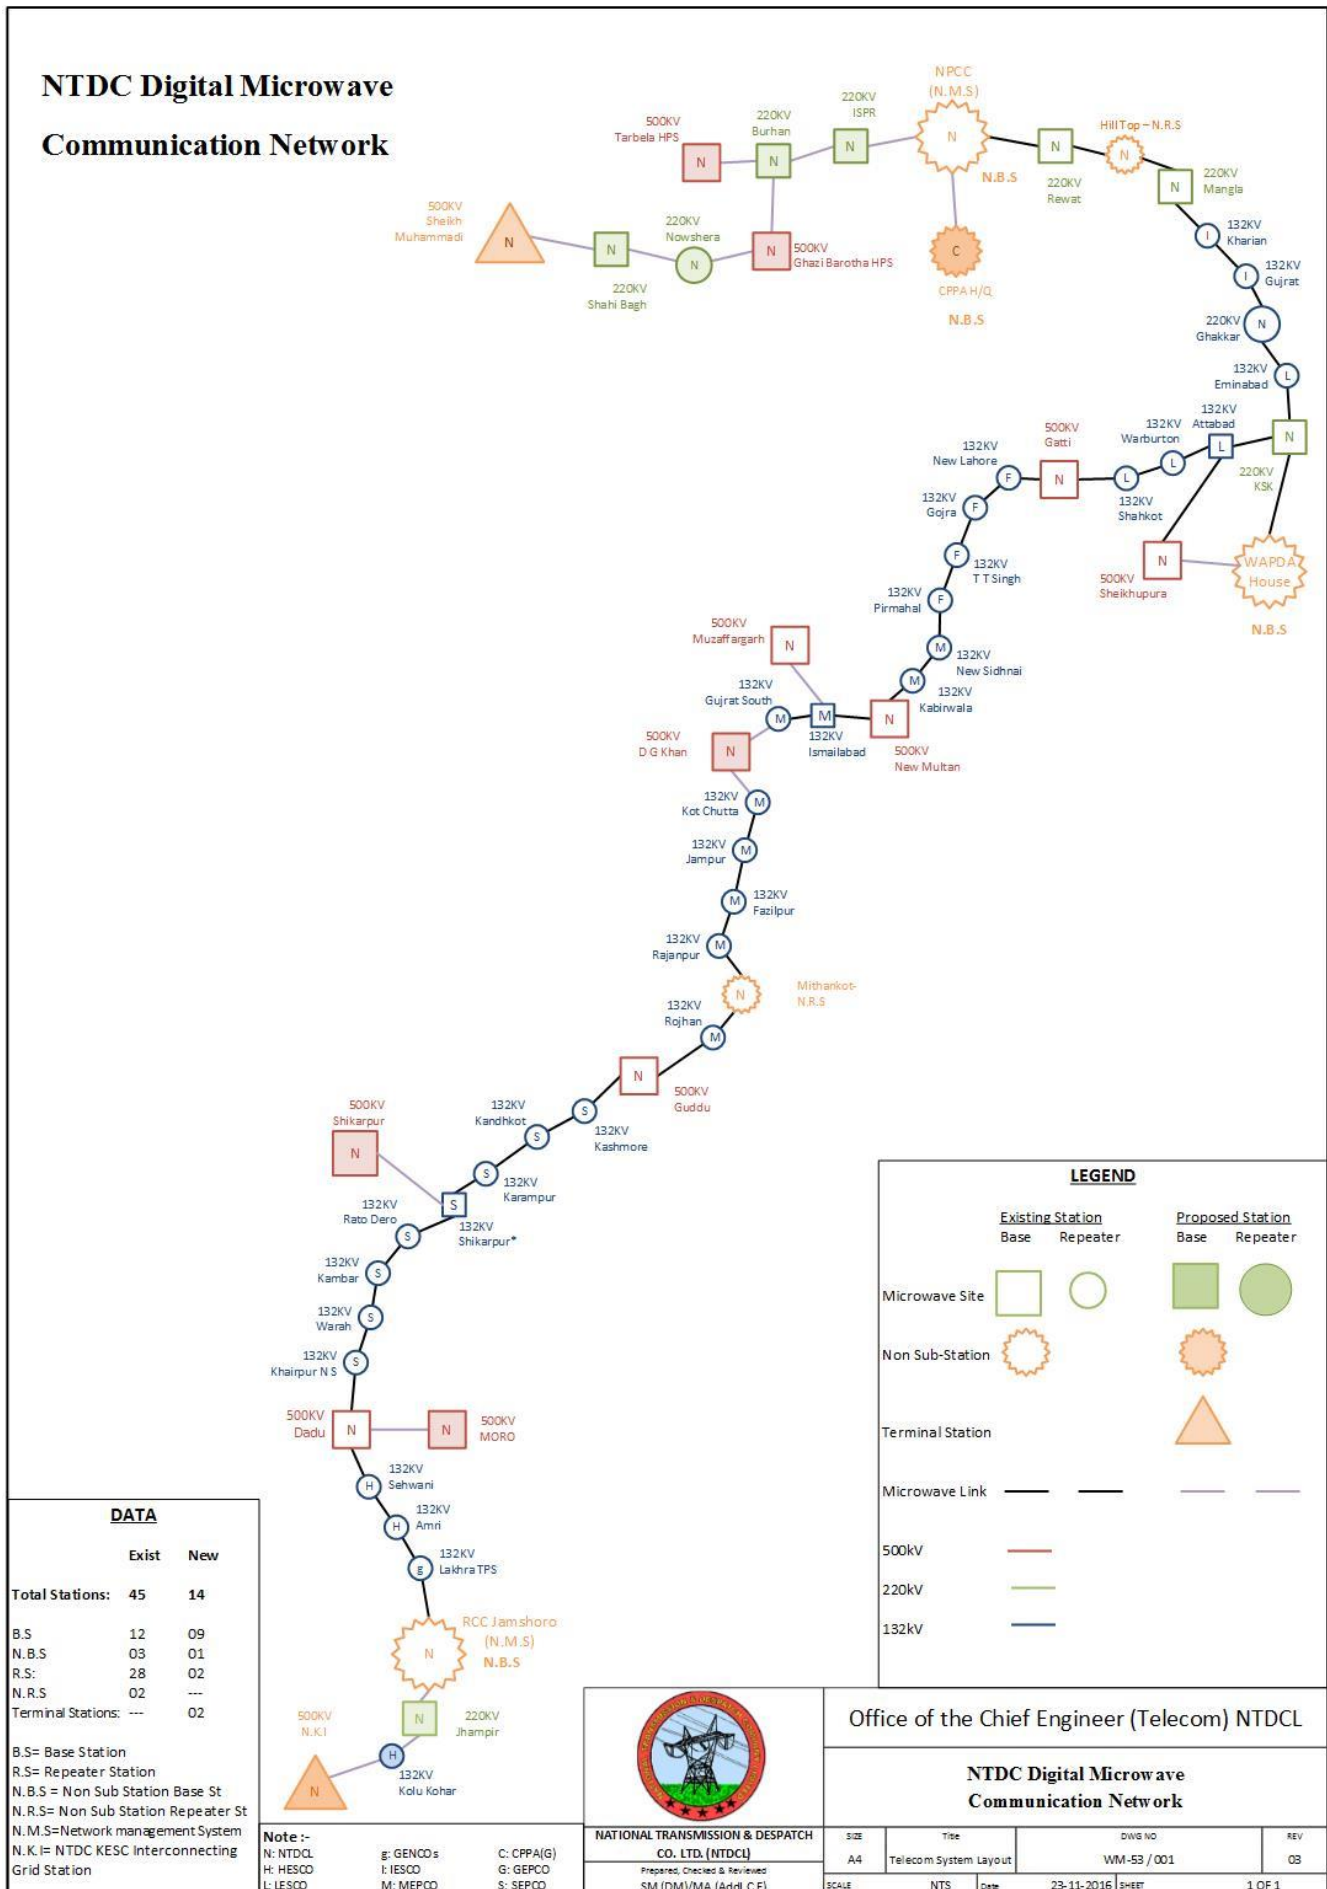 NTDC Digital Microwave
Communication Network
NPCC
(N.M.S)
N
N.B.S
220KV
ISPR
N
220KV
Burhan
N
500KV
Tarbela HPS
N
HillTop – N.R.S
N
N
220KV
Rewat
N
220KV
Mangla
500KV
Sheikh
Muhammadi
N
N
220KV
Shahi Bagh
220KV
Nowshera
N
N
500KV
Ghazi Barotha HPS
C
CPPA H/Q
N.B.S
I
132KV
Kharian
I
132KV
Gujrat
220KV
Ghakkar
N
132KV
Eminabad
L
132KV
Attabad
L
N
220KV
KSK
132KV
Warburton
L
L
132KV
Shahkot
500KV
Gatti
N
132KV
New Lahore
F
132KV
Gojra
F
F
132KV
T T Singh
N
500KV
Sheikhupura
WAPDA
House
N.B.S
132KV
Pirmahal
F
M
132KV
New Sidhnai
M
132KV
Kabirwala
500KV
Muzaffargarh
N
132KV
Gujrat South
M
M
132KV
Ismailabad
N
500KV
New Multan
500KV
D G Khan
N
132KV
Kot Chutta
M
132KV
Jampur
M
M
132KV
Fazilpur
132KV
Rajanpur
M
N
Mithankot-
N.R.S
132KV
Rojhan
M
N
500KV
Guddu
132KV
Kandhkot
S
S
132KV
Kashmore
500KV
Shikarpur
N
S
132KV
Karampur
S
132KV
Shikarpur*
132KV
Rato Dero
S
132KV
Kambar
S
132KV
Warah
S
132KV
Khairpur N S
S
500KV
Dadu
N
N
500KV
MORO
H
132KV
Sehwani
H
132KV
Amri
g
132KV
Lakhra TPS
RCC Jamshoro
(N.M.S)
N.B.S
N
N
220KV
Jhampir
H
132KV
Kolu Kohar
500KV
N.K.I
N
LEGEND
Existing Station Proposed Station
Base Repeater Base Repeater
Microwave Site
Non Sub-Station
Terminal Station
Microwave Link
500kV
220kV
132kV
DATA
Exist New
Total Stations: 45 14
B.S 12 09
N.B.S 03 01
R.S: 28 02
N.R.S 02 ---
Terminal Stations: --- 02
B.S= Base Station
R.S= Repeater Station
N.B.S = Non Sub Station Base St
N.R.S= Non Sub Station Repeater St
N.M.S=Network management System
N.K.I= NTDC KESC Interconnecting
Grid Station
Note :-
N: NTDCL g: GENCOs C: CPPA(G)
H: HESCO I: IESCO G: GEPCO
L: LESCO M: MEPCO S: SEPCO
NATIONAL TRANSMISSION & DESPATCH
CO. LTD. (NTDCL)
Prepared, Checked & Reviewed
SM (DM)/MA (Addl. C.E)
Office of the Chief Engineer (Telecom) NTDCL
NTDC Digital Microwave
Communication Network
SIZE Title DWG NO REV
A4 Telecom System Layout WM-53 / 001 03
SCALE NTS Date 23-11-2016 SHEET 1 OF 1